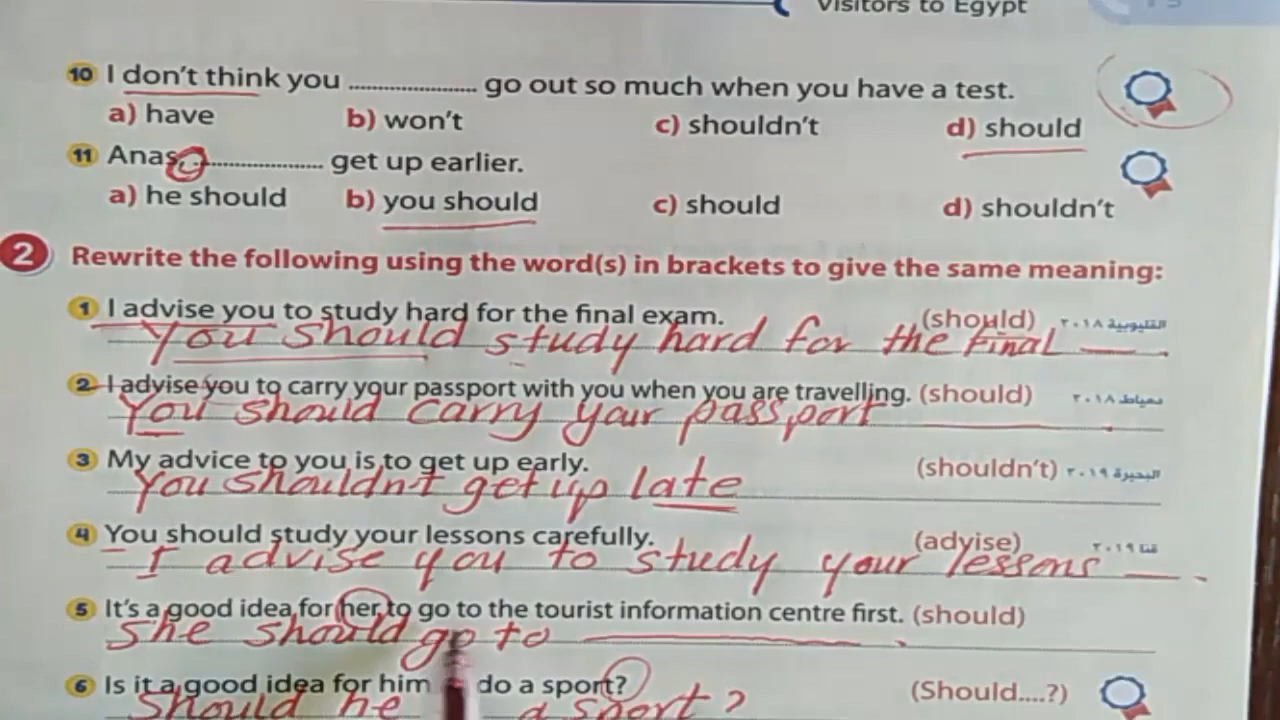 Visitors to Egypt
10 I don't think you ........................ go out so much when you have a test.
a) have b) won't c) shouldn't d) should
11 Anas, ........................ get up earlier.
a) he should b) you should c) should d) shouldn't
2 Rewrite the following using the word(s) in brackets to give the same meaning:
1 I advise you to study hard for the final exam. (should) القليوبية ٢٠١٨
You should study hard for the final .
2 I advise you to carry your passport with you when you are travelling. (should) دمياط ٢٠١٨
You should carry your passport .
3 My advice to you is to get up early. (shouldn't) البحيرة ٢٠١٩
You shouldn't get up late
4 You should study your lessons carefully. (advise) قنا ٢٠١٩
I advise you to study your lessons .
5 It's a good idea for her to go to the tourist information centre first. (should)
she should go to .
6 Is it a good idea for him do a sport? (Should....?)
Should he a sport?